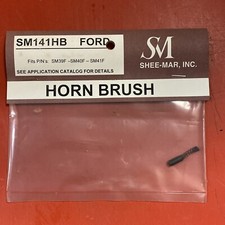 SM141HB FORD
Fits P/N's: SM39F -SM40F - SM41F
SEE APPLICATION CATALOG FOR DETAILS
SM
SHEE-MAR, INC.
HORN BRUSH